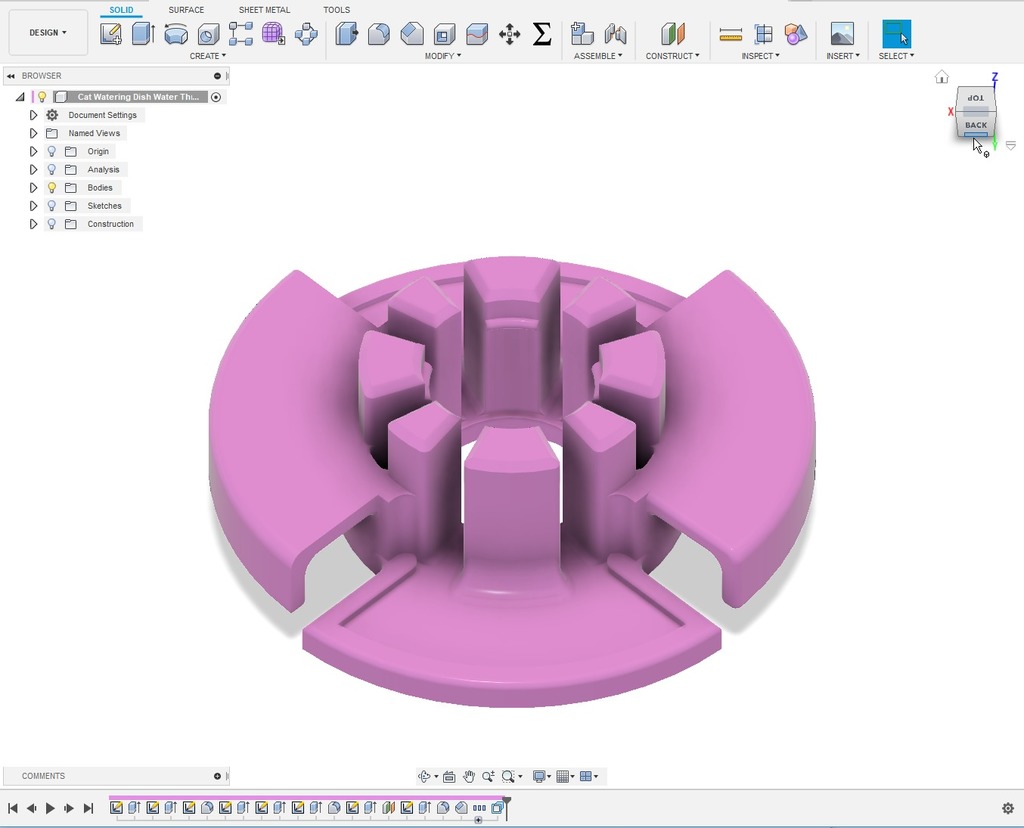 SOLID SURFACE SHEET METAL TOOLS
DESIGN ▾
CREATE ▾ MODIFY ▾ ASSEMBLE ▾ CONSTRUCT ▾ INSPECT ▾ INSERT ▾ SELECT ▾
BROWSER
Cat Watering Dish Water Th...
Document Settings
Named Views
Origin
Analysis
Bodies
Sketches
Construction
Z
TOP
X
BACK
COMMENTS